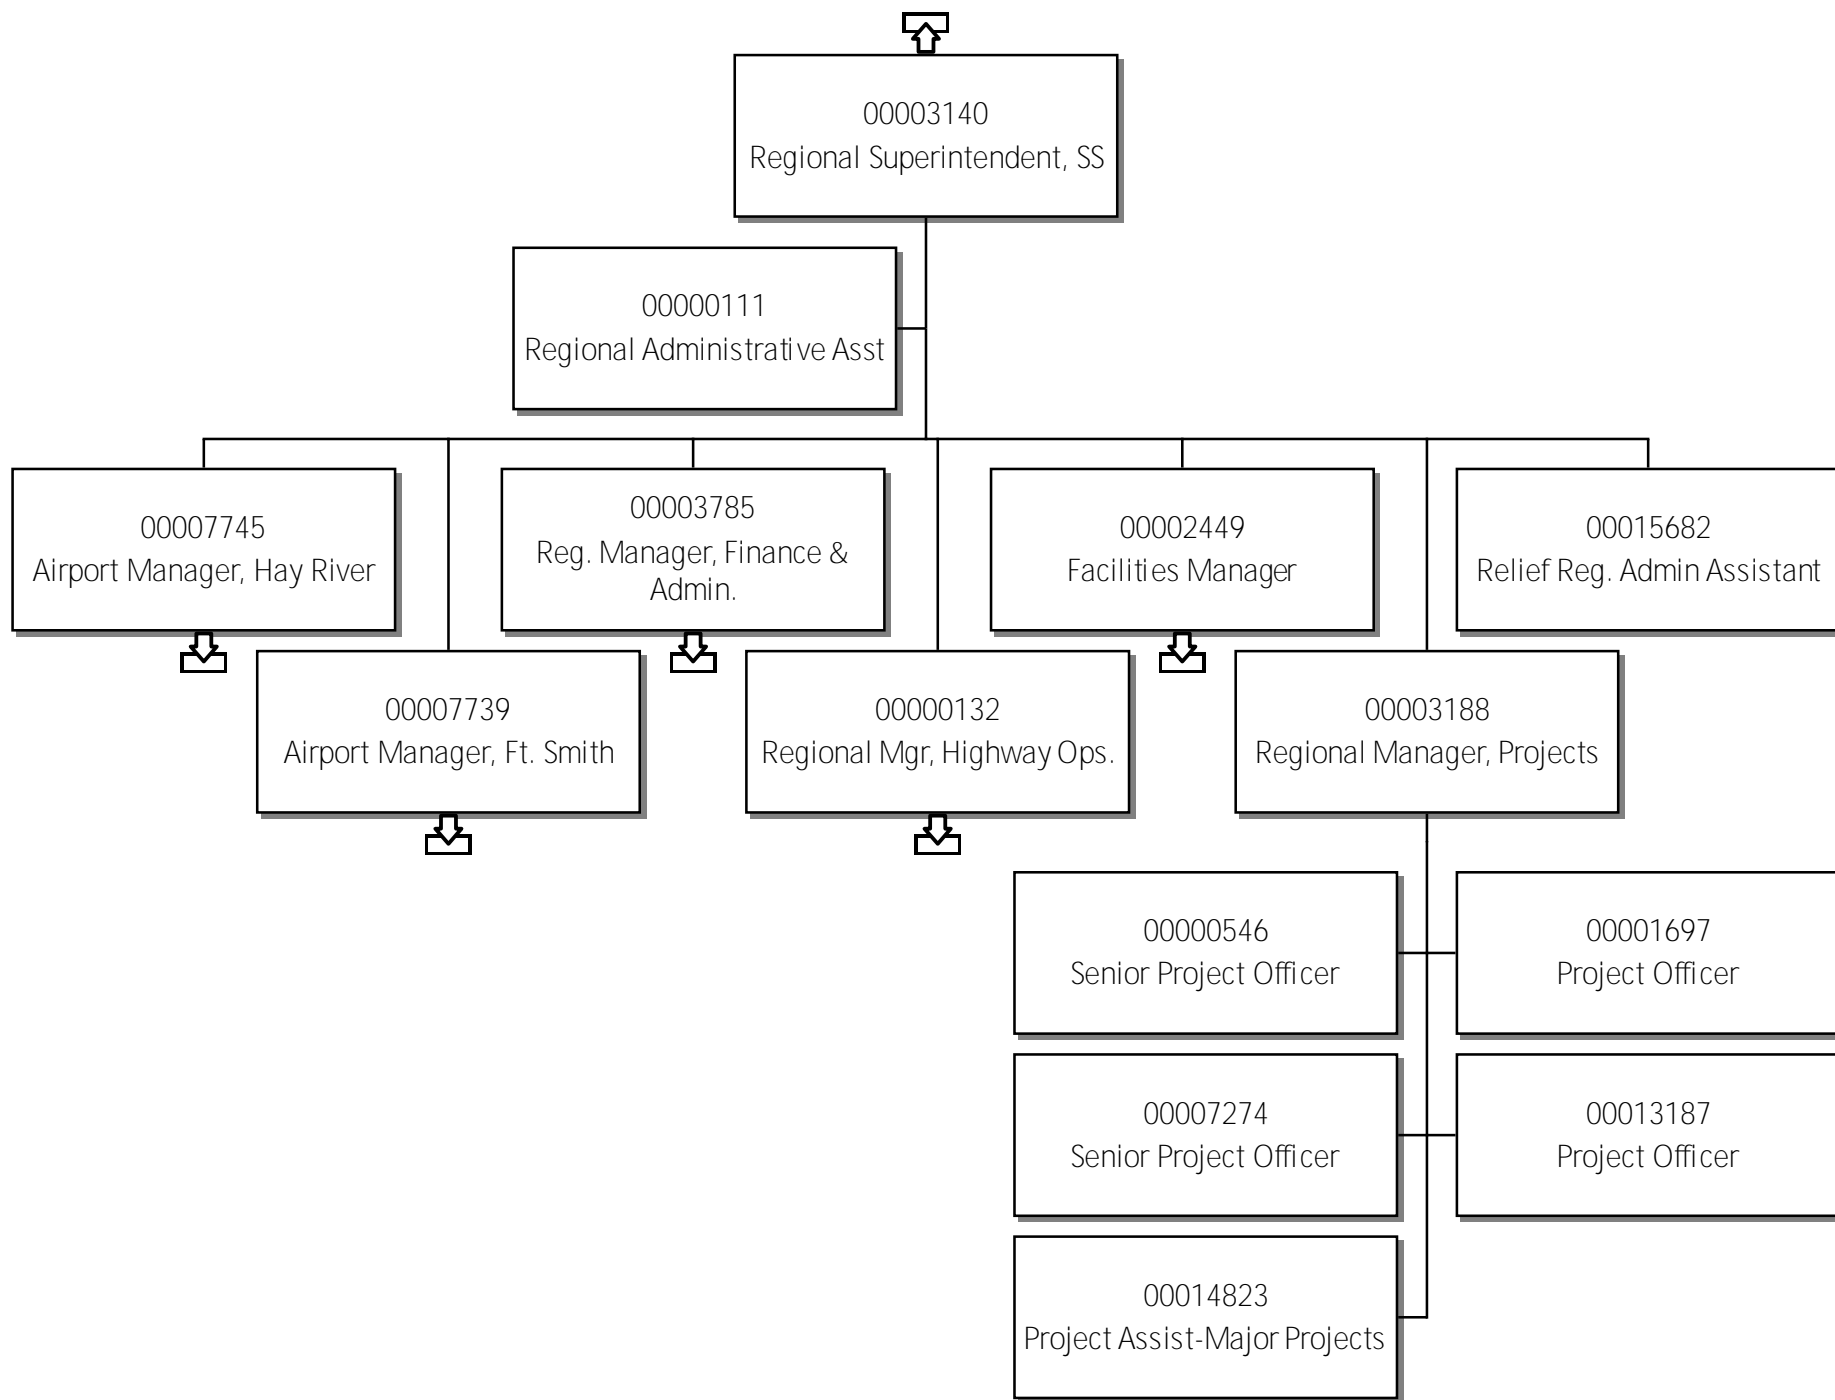 00003140
Regional Superintendent, SS
00000111
Regional Administrative Asst
00007745
Airport Manager, Hay River
00003785
Reg. Manager, Finance &
Admin.
00002449
Facilities Manager
00015682
Relief Reg. Admin Assistant
00007739
Airport Manager, Ft. Smith
00000132
Regional Mgr, Highway Ops.
00003188
Regional Manager, Projects
00000546
Senior Project Officer
00001697
Project Officer
00007274
Senior Project Officer
00013187
Project Officer
00014823
Project Assist-Major Projects